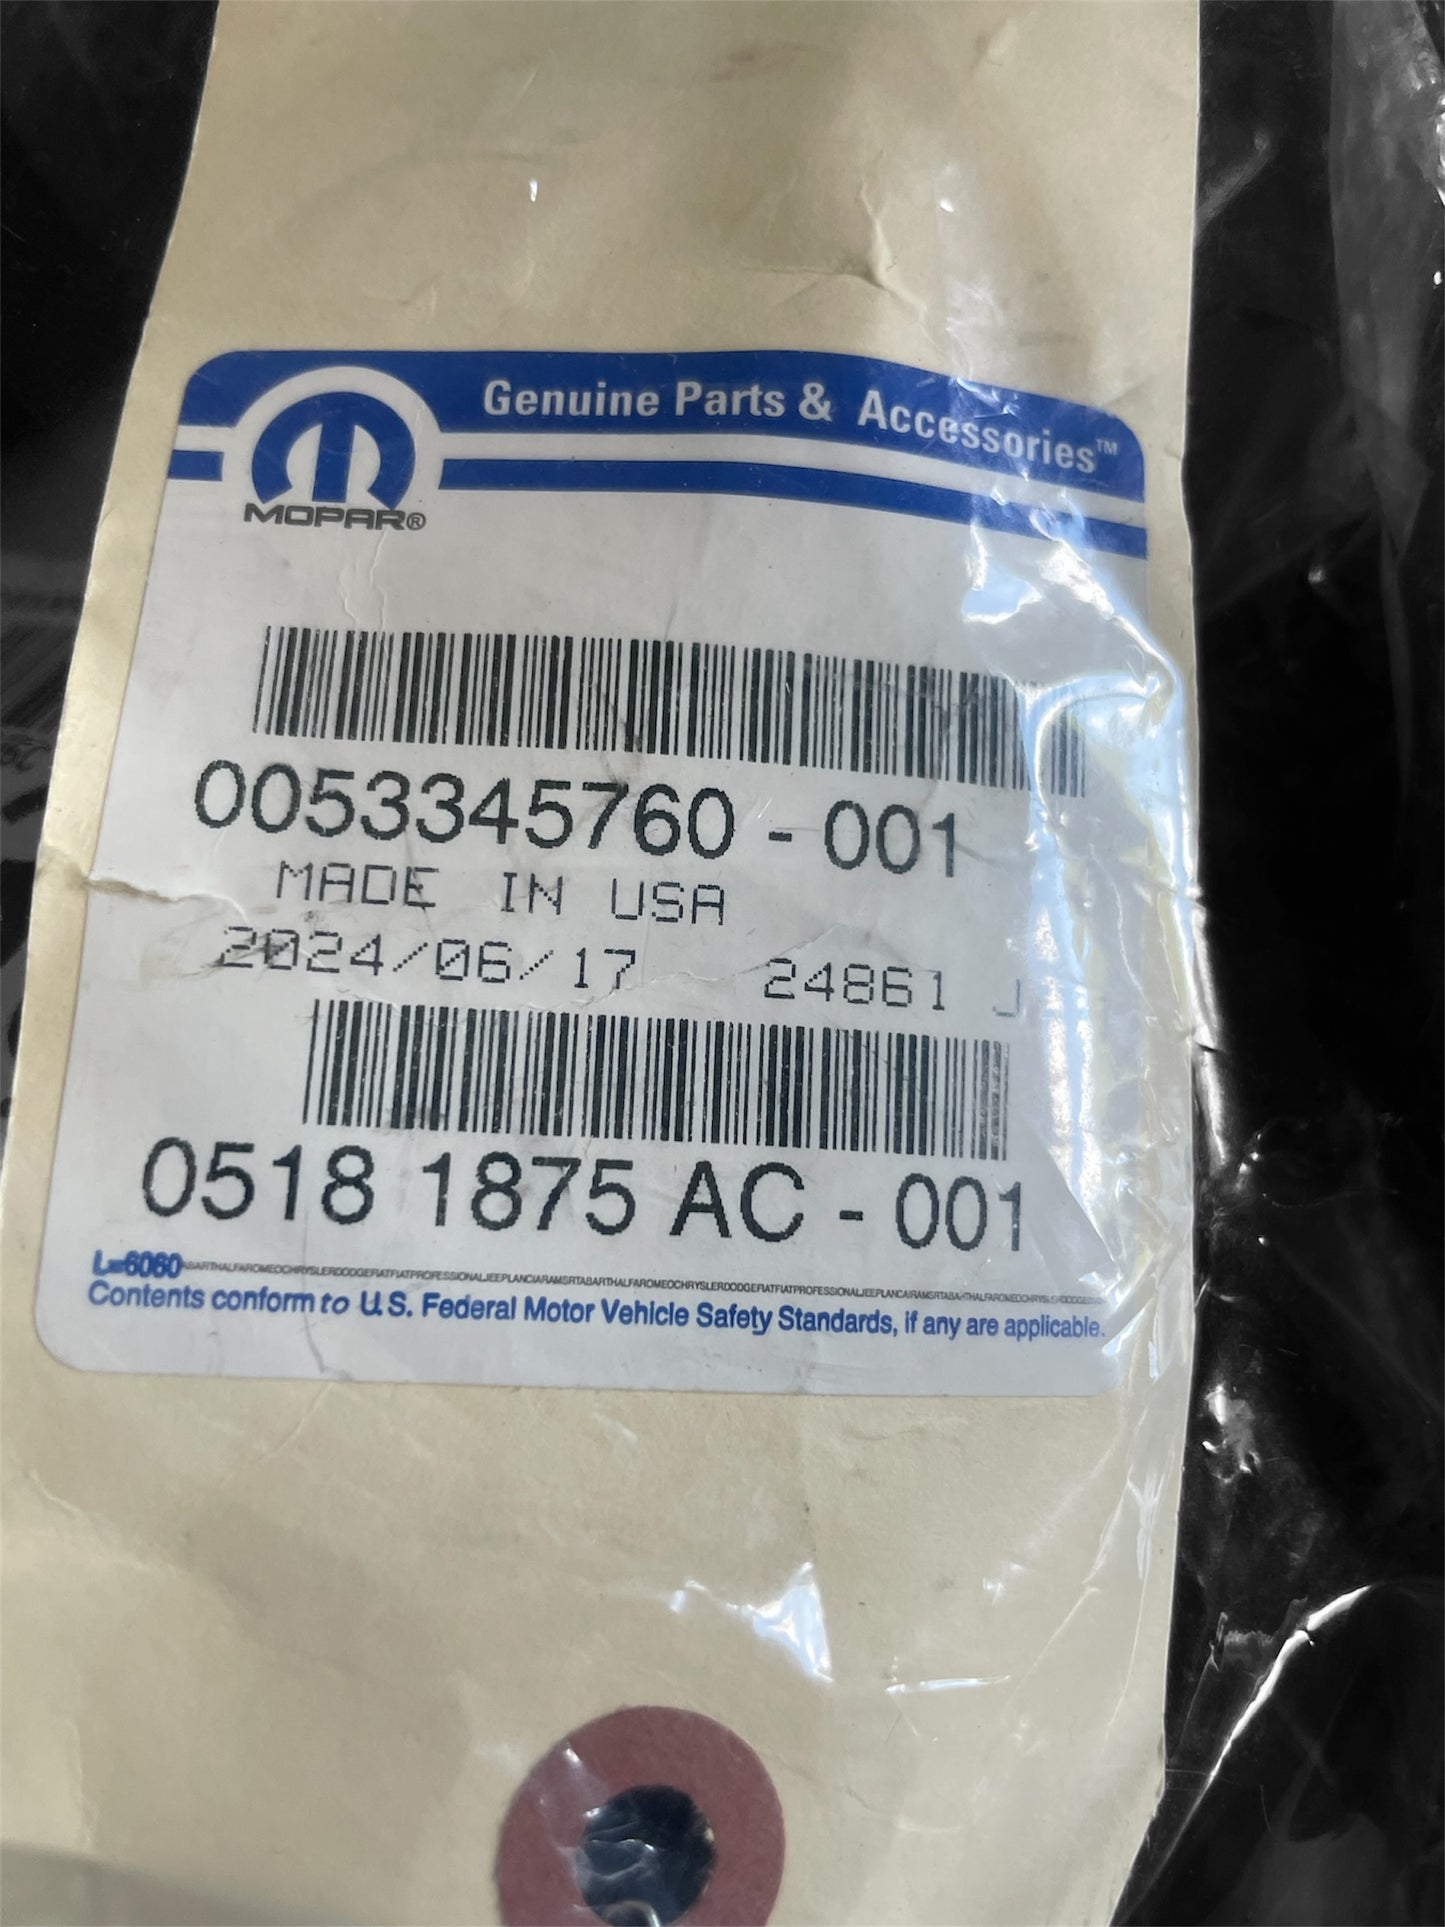 Genuine Parts & Accessories™
MOPAR®
0053345760 - 001
MADE IN USA
2024/06/17 24861 J
0518 1875 AC - 001
L=6060
Contents conform to U.S. Federal Motor Vehicle Safety Standards, if any are applicable.